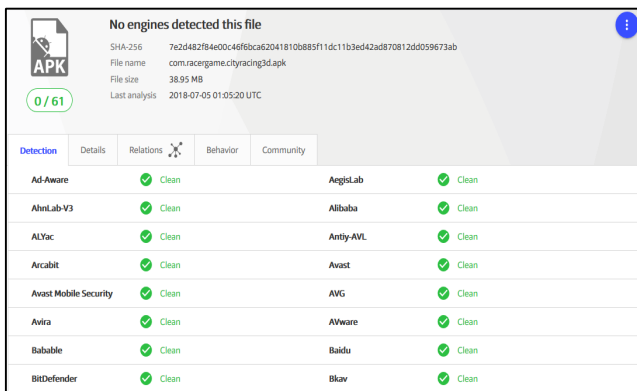 No engines detected this file
SHA-256 7e2d482f84e00c46f6bca62041810b885f11dc11b3ed42ad870812dd059673ab
File name com.racergame.cityracing3d.apk
File size 38.95 MB
Last analysis 2018-07-05 01:05:20 UTC
APK
0 / 61
Detection Details Relations Behavior Community
Ad-Aware Clean AegisLab Clean
AhnLab-V3 Clean Alibaba Clean
ALYac Clean Antiy-AVL Clean
Arcabit Clean Avast Clean
Avast Mobile Security Clean AVG Clean
Avira Clean AVware Clean
Babable Clean Baidu Clean
BitDefender Clean Bkav Clean